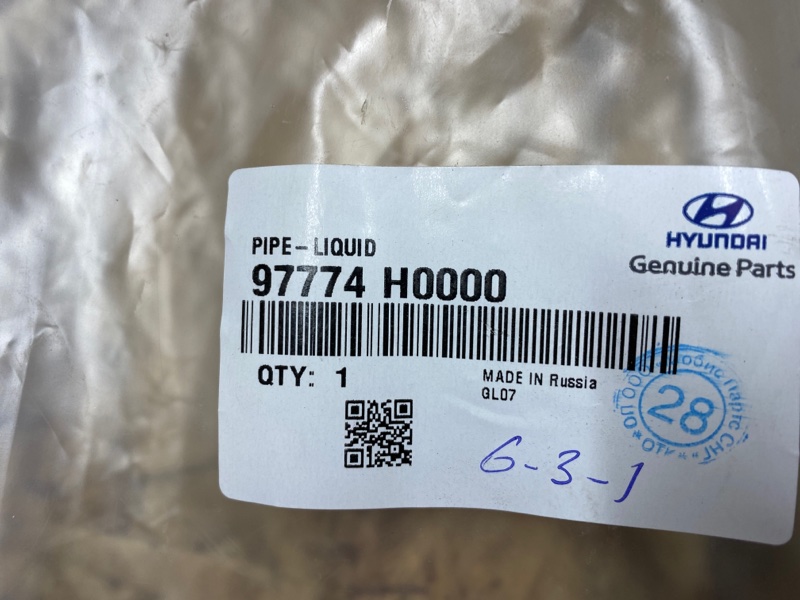 HYUNDAI
Genuine Parts
PIPE-LIQUID
97774 H0000
QTY: 1
MADE IN Russia
GL07
28
6-3-1